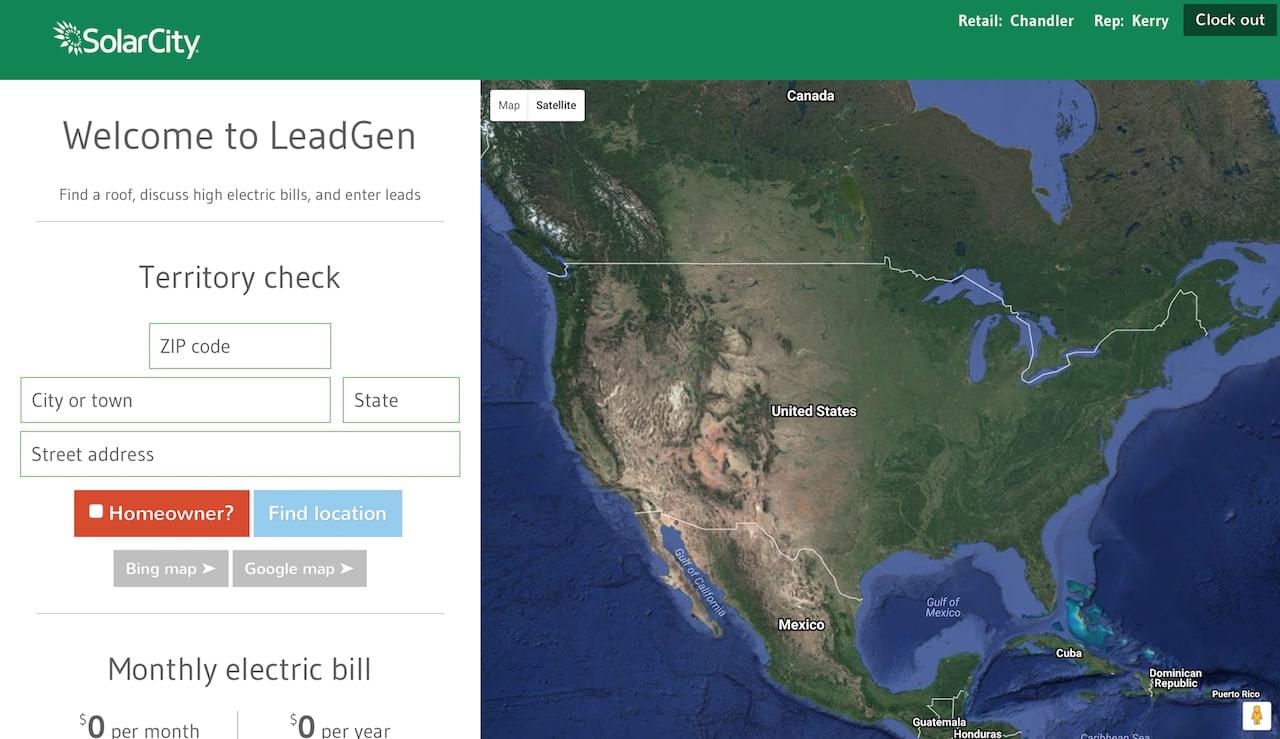 SolarCity
Retail: Chandler Rep: Kerry Clock out
Welcome to LeadGen
Find a roof, discuss high electric bills, and enter leads
Territory check
ZIP code
City or town State
Street address
Homeowner? Find location
Bing map ➤ Google map ➤
Monthly electric bill
$0 per month $0 per year
Map Satellite
Canada
United States
Gulf of California
Gulf of
Mexico
Mexico
Cuba
Dominican
Republic
Puerto Rico
Guatemala
Honduras
Caribbean Sea